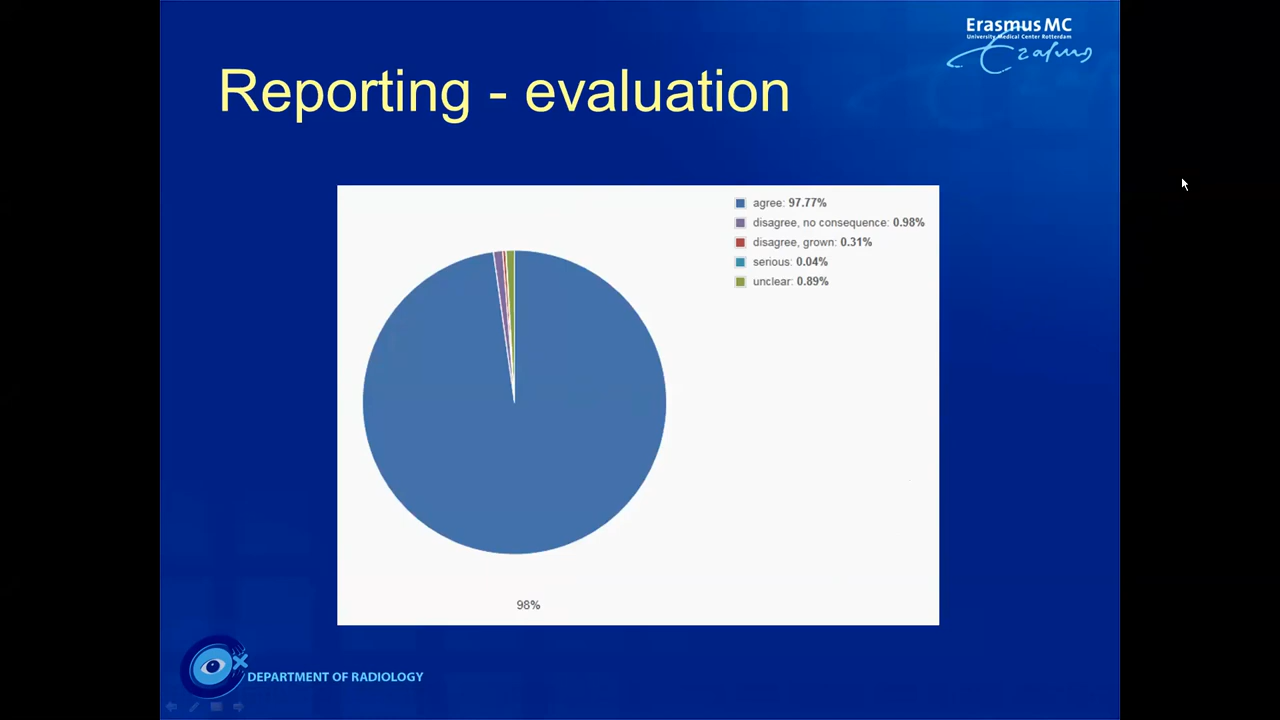 Erasmus MC
University Medical Center Rotterdam
Erasmus
Reporting - evaluation
agree: 97.77%
disagree, no consequence: 0.98%
disagree, grown: 0.31%
serious: 0.04%
unclear: 0.89%
98%
DEPARTMENT OF RADIOLOGY